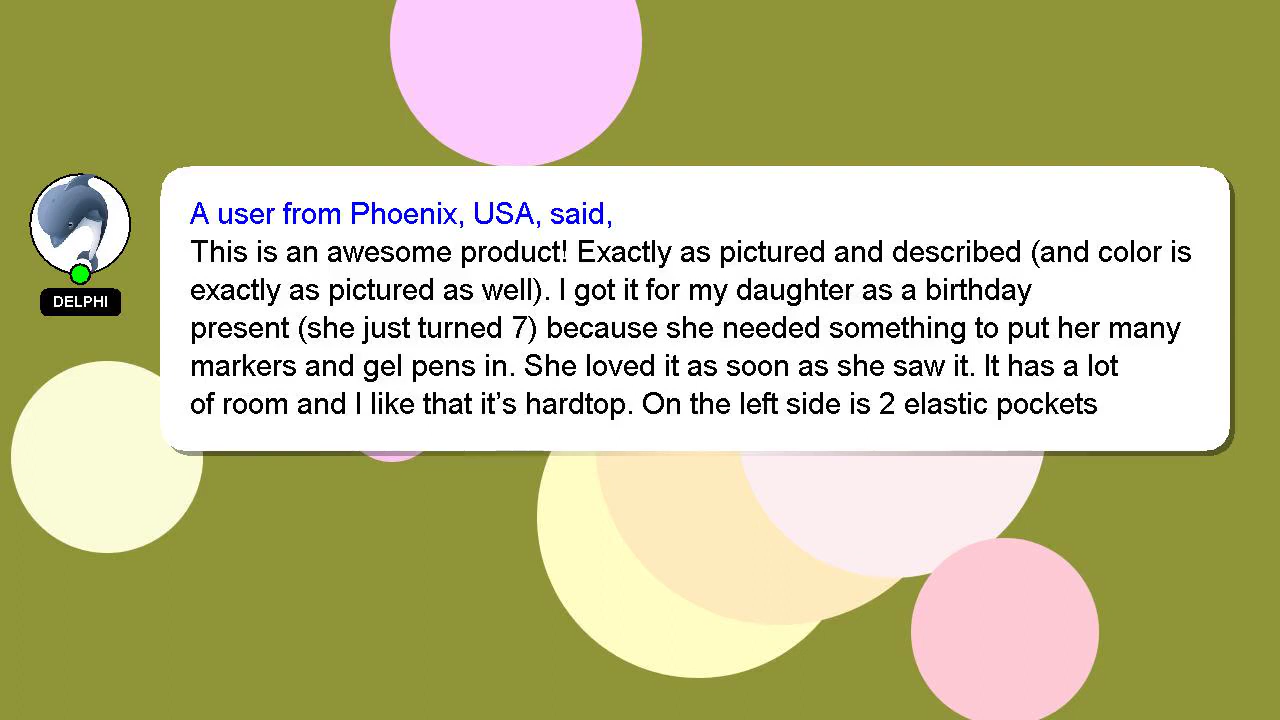 A user from Phoenix, USA, said,
This is an awesome product! Exactly as pictured and described (and color is
exactly as pictured as well). I got it for my daughter as a birthday
present (she just turned 7) because she needed something to put her many
markers and gel pens in. She loved it as soon as she saw it. It has a lot
of room and I like that it’s hardtop. On the left side is 2 elastic pockets
DELPHI